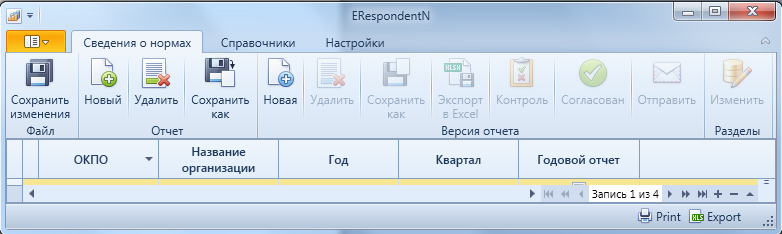 ERespondentN
Сведения о нормах Справочники Настройки
Сохранить изменения Новый Удалить Сохранить как Новая Удалить Сохранить как Экспорт в Excel Контроль Согласован Отправить Изменить
Файл Отчет Версия отчета Разделы
ОКПО Название организации Год Квартал Годовой отчет
Запись 1 из 4
Print XLS Export